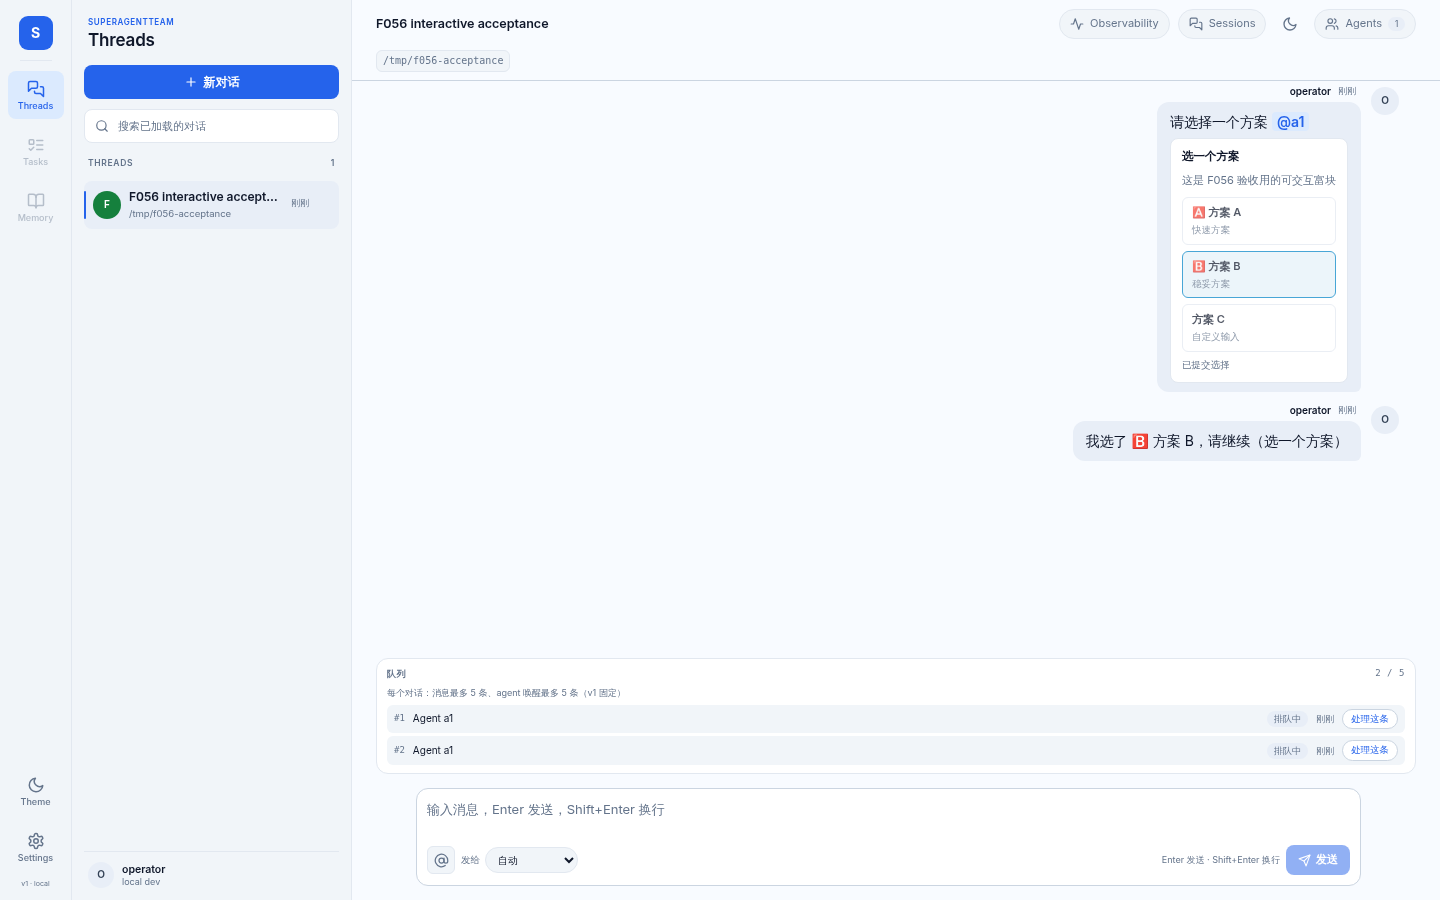 S
Threads
Tasks
Memory
Theme
Settings
v1 · local
SUPERAGENTTEAM
Threads
+ 新对话
搜索已加载的对话
THREADS 1
F F056 interactive accept... 刚刚
/tmp/f056-acceptance
O operator
local dev
F056 interactive acceptance
Observability
Sessions
Agents 1
/tmp/f056-acceptance
operator 刚刚
O
请选择一个方案 @a1
选一个方案
这是 F056 验收用的可交互富块
🅰 方案 A
快速方案
🅱 方案 B
稳妥方案
方案 C
自定义输入
已提交选择
operator 刚刚
O
我选了 🅱 方案 B，请继续（选一个方案）
队列 2 / 5
每个对话：消息最多 5 条、agent 唤醒最多 5 条（v1 固定）
#1 Agent a1 排队中 刚刚 处理这条
#2 Agent a1 排队中 刚刚 处理这条
输入消息，Enter 发送，Shift+Enter 换行
@ 发给 自动
Enter 发送 · Shift+Enter 换行
发送